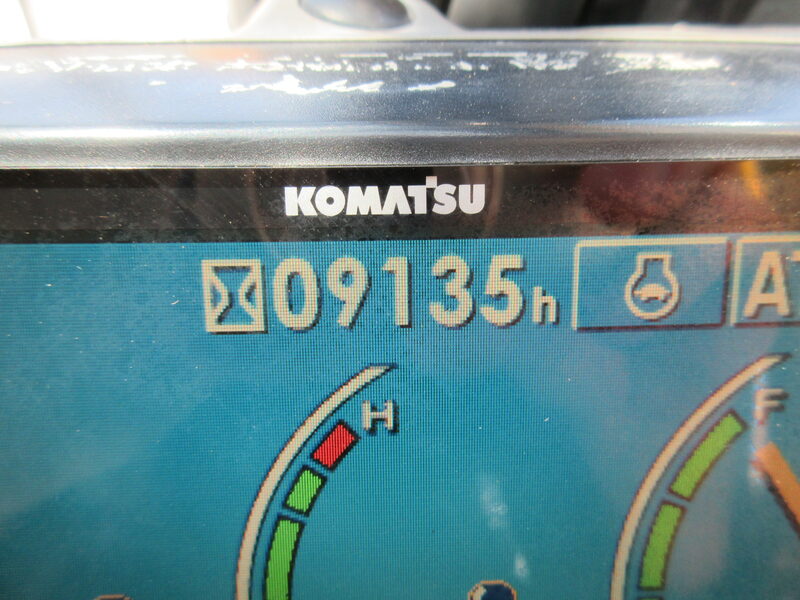 KOMATSU
09135h
H
F